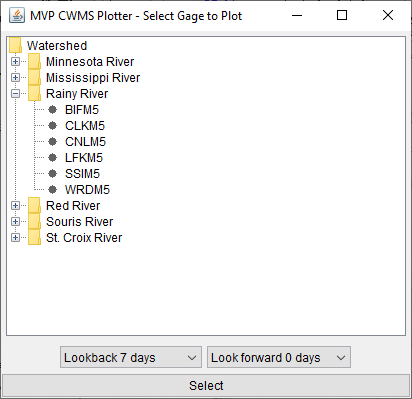 MVP CWMS Plotter - Select Gage to Plot
Watershed
Minnesota River
Mississippi River
Rainy River
BIFM5
CLKM5
CNLM5
LFKM5
SSIM5
WRDM5
Red River
Souris River
St. Croix River
Lookback 7 days Look forward 0 days
Select